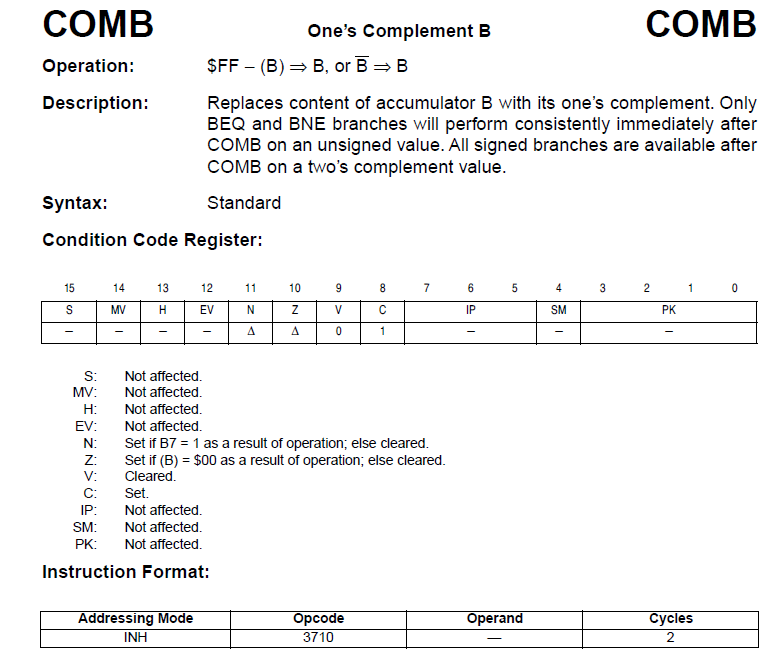 COMB One's Complement B COMB
Operation: $FF – (B) ⇒ B, or B̅ ⇒ B
Description: Replaces content of accumulator B with its one's complement. Only
BEQ and BNE branches will perform consistently immediately after
COMB on an unsigned value. All signed branches are available after
COMB on a two's complement value.
Syntax: Standard
Condition Code Register:
15 14 13 12 11 10 9 8 7 6 5 4 3 2 1 0
S MV H EV N Z V C IP SM PK
– – – – Δ Δ 0 1 – – –
S: Not affected.
MV: Not affected.
H: Not affected.
EV: Not affected.
N: Set if B7 = 1 as a result of operation; else cleared.
Z: Set if (B) = $00 as a result of operation; else cleared.
V: Cleared.
C: Set.
IP: Not affected.
SM: Not affected.
PK: Not affected.
Instruction Format:
Addressing Mode Opcode Operand Cycles
INH 3710 — 2